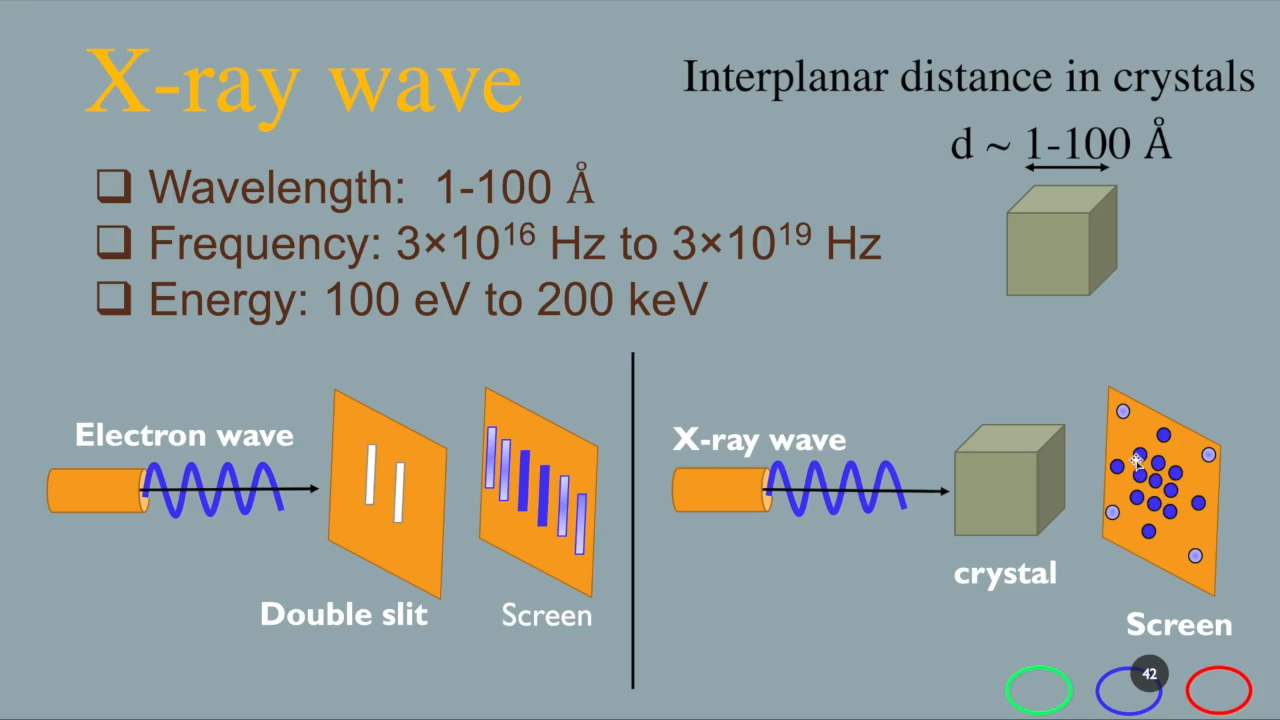 X-ray wave
Interplanar distance in crystals
d ~ 1-100 Å
Wavelength: 1-100 Å
Frequency: 3×10¹⁶ Hz to 3×10¹⁹ Hz
Energy: 100 eV to 200 keV
Electron wave
Double slit
Screen
X-ray wave
crystal
Screen
42